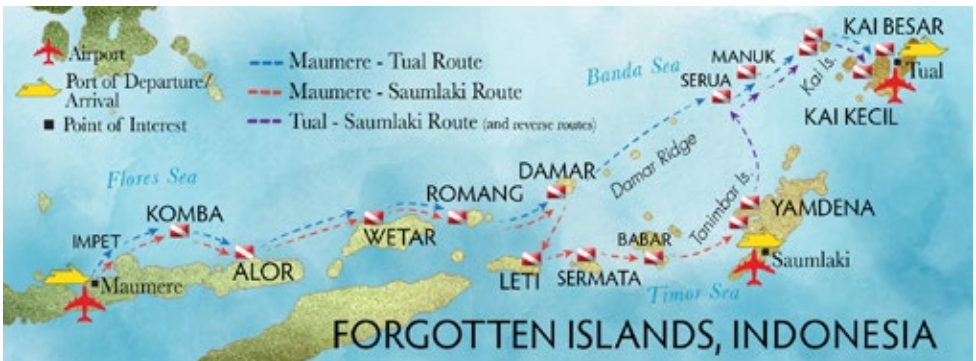 Airport
Port of Departure/
Arrival
Point of Interest
Maumere - Tual Route
Maumere - Saumlaki Route
Tual - Saumlaki Route (and reverse routes)
Flores Sea
Banda Sea
Timor Sea
IMPET
Maumere
KOMBA
ALOR
WETAR
ROMANG
DAMAR
LETI
SERMATA
BABAR
Damar Ridge
Tanimbar Is.
YAMDENA
Saumlaki
SERUA
MANUK
Kai Is.
KAI BESAR
Tual
KAI KECIL
FORGOTTEN ISLANDS, INDONESIA